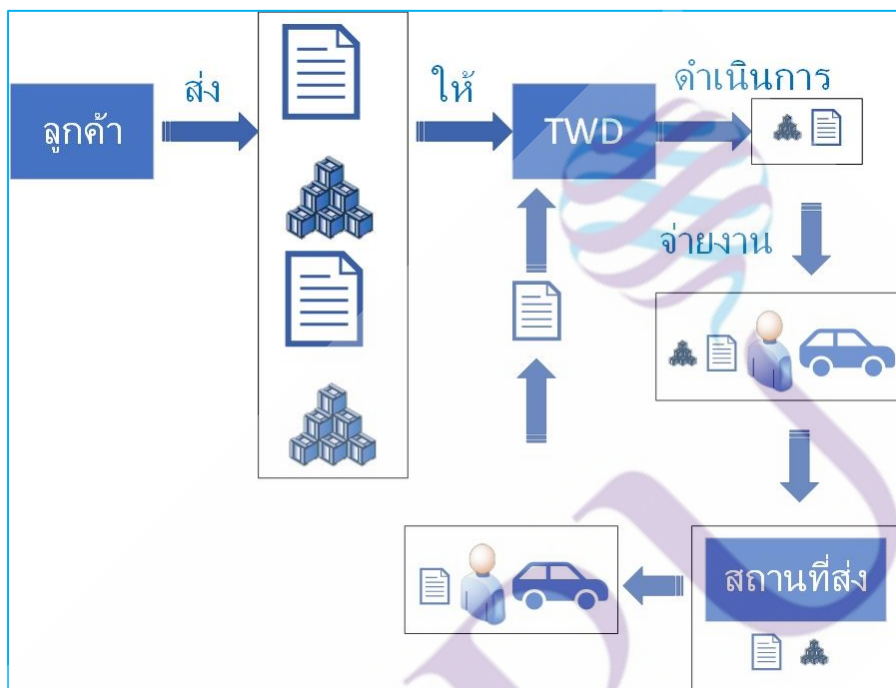 ลูกค้า
ส่ง
ให้
TWD
ดำเนินการ
จ่ายงาน
สถานที่ส่ง